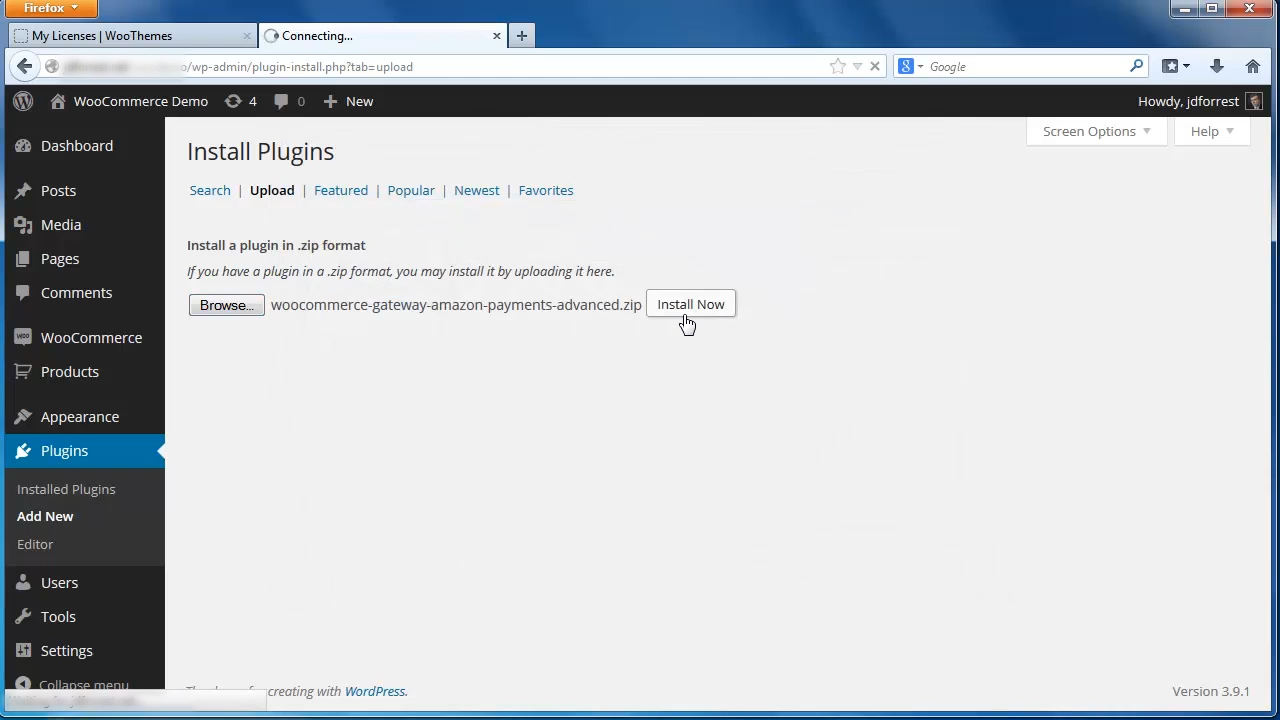 Firefox
My Licenses | WooThemes
Connecting...
/wp-admin/plugin-install.php?tab=upload
Google
WooCommerce Demo
4
0
New
Howdy, jdforrest
Dashboard
Posts
Media
Pages
Comments
WooCommerce
Products
Appearance
Plugins
Installed Plugins
Add New
Editor
Users
Tools
Settings
Collapse menu
Screen Options
Help
Install Plugins
Search | Upload | Featured | Popular | Newest | Favorites
Install a plugin in .zip format
If you have a plugin in a .zip format, you may install it by uploading it here.
Browse... woocommerce-gateway-amazon-payments-advanced.zip Install Now
creating with WordPress.
Version 3.9.1